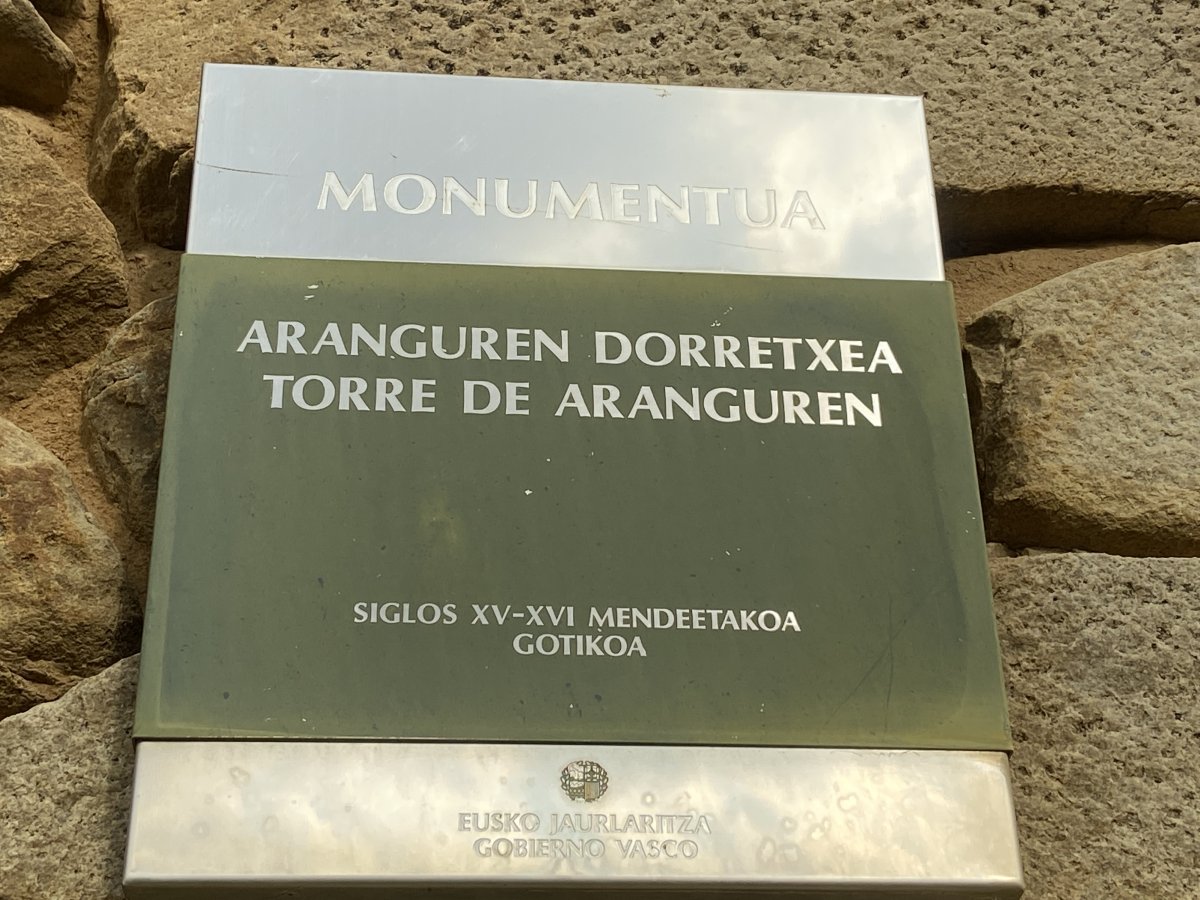 MONUMENTUA
ARANGUREN DORRETXEA
TORRE DE ARANGUREN
SIGLOS XV-XVI MENDEETAKOA
GOTIKOA
EUSKO JAURLARITZA
GOBIERNO VASCO